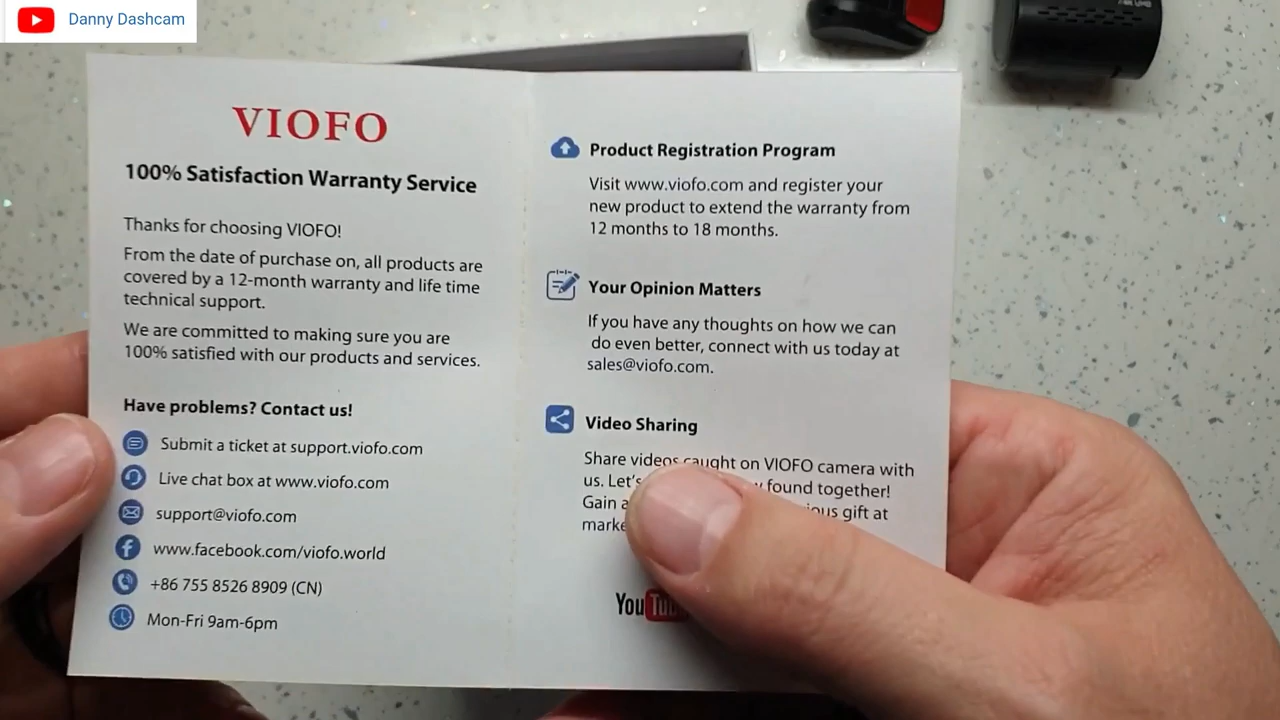 Danny Dashcam
VIOFO
100% Satisfaction Warranty Service
Thanks for choosing VIOFO!
From the date of purchase on, all products are
covered by a 12-month warranty and life time
technical support.
We are committed to making sure you are
100% satisfied with our products and services.
Have problems? Contact us!
Submit a ticket at support.viofo.com
Live chat box at www.viofo.com
support@viofo.com
www.facebook.com/viofo.world
+86 755 8526 8909 (CN)
Mon-Fri 9am-6pm
Product Registration Program
Visit www.viofo.com and register your
new product to extend the warranty from
12 months to 18 months.
Your Opinion Matters
If you have any thoughts on how we can
do even better, connect with us today at
sales@viofo.com.
Video Sharing
Share videos caught on VIOFO camera with
us. Let's found together!
Gain gift at
YouTube